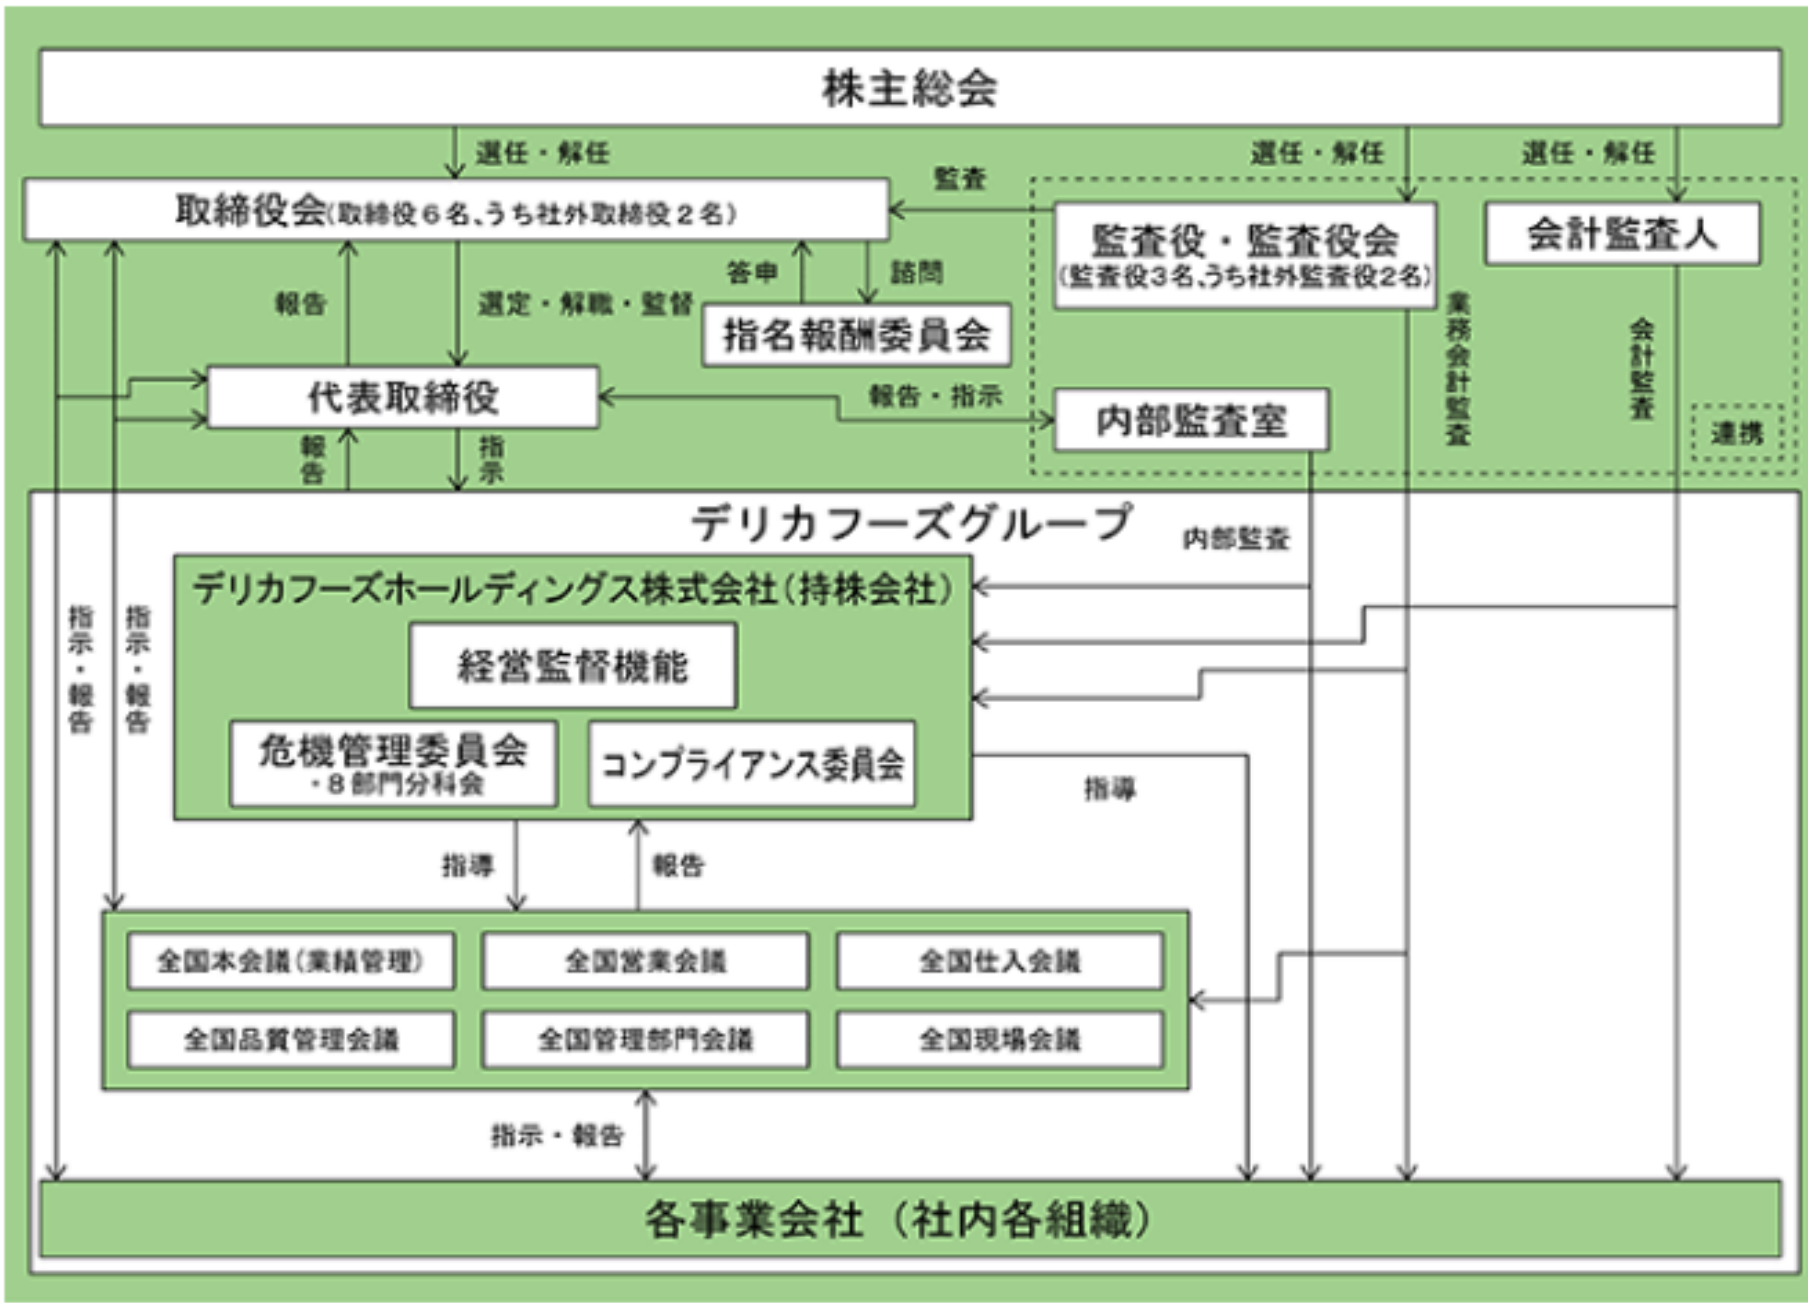 株主総会
選任・解任
選任・解任
選任・解任
監査
取締役会(取締役6名、うち社外取締役2名)
監査役・監査役会
(監査役3名、うち社外監査役2名)
会計監査人
答申
諮問
報告
選定・解職・監督
指名報酬委員会
業務会計監査
会計監査
代表取締役
報告・指示
内部監査室
連携
報告
指示
デリカフーズグループ
内部監査
デリカフーズホールディングス株式会社(持株会社)
経営監督機能
指示・報告
指示・報告
危機管理委員会
・8部門分科会
コンプライアンス委員会
指導
指導
報告
全国本会議(業績管理)
全国営業会議
全国仕入会議
全国品質管理会議
全国管理部門会議
全国現場会議
指示・報告
各事業会社（社内各組織）